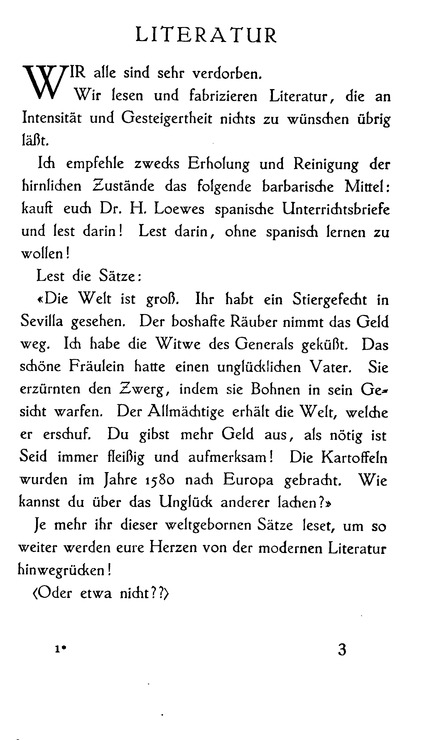 LITERATUR
WIR alle sind sehr verdorben.
Wir lesen und fabrizieren Literatur, die an
Intensität und Gesteigertheit nichts zu wünschen übrig
läßt.
Ich empfehle zwecks Erholung und Reinigung der
hirnlichen Zustände das folgende barbarische Mittel:
kauft euch Dr. H. Loewes spanische Unterrichtsbriefe
und lest darin! Lest darin, ohne spanisch lernen zu
wollen!
Lest die Sätze:
«Die Welt ist groß. Ihr habt ein Stiergefecht in
Sevilla gesehen. Der boshafte Räuber nimmt das Geld
weg. Ich habe die Witwe des Generals geküßt. Das
schöne Fräulein hatte einen unglücklichen Vater. Sie
erzürnten den Zwerg, indem sie Bohnen in sein Ge-
sicht warfen. Der Allmächtige erhält die Welt, welche
er erschuf. Du gibst mehr Geld aus, als nötig ist
Seid immer fleißig und aufmerksam! Die Kartoffeln
wurden im Jahre 1580 nach Europa gebracht. Wie
kannst du über das Unglück anderer lachen?»
Je mehr ihr dieser weltgebornen Sätze leset, um so
weiter werden eure Herzen von der modernen Literatur
hinwegrücken!
(Oder etwa nicht??)
1* 3